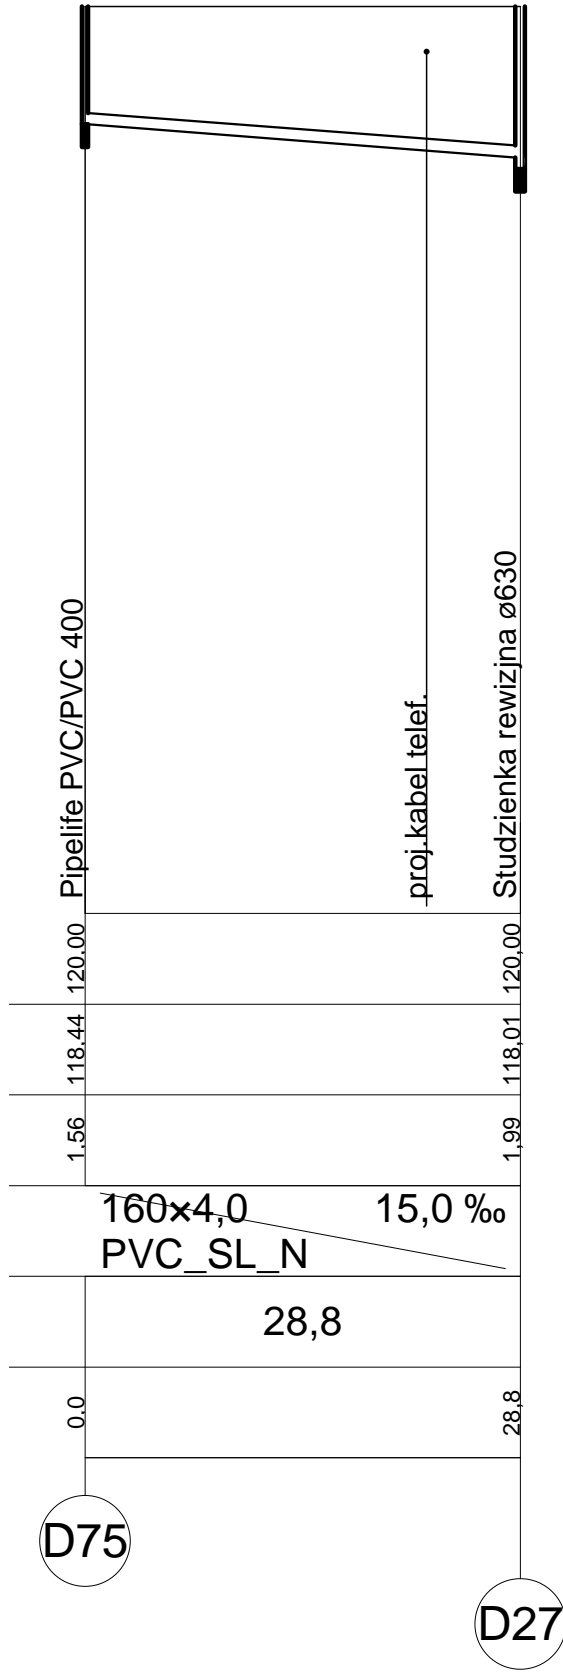 Pipelife PVC/PVC 400
proj.kabel telef.
Studzienka rewizjna ø630
120,00
120,00
118,44
118,01
1,56
1,99
160×4,0 15,0 ‰
PVC_SL_N
28,8
0,0
28,8
D75
D27